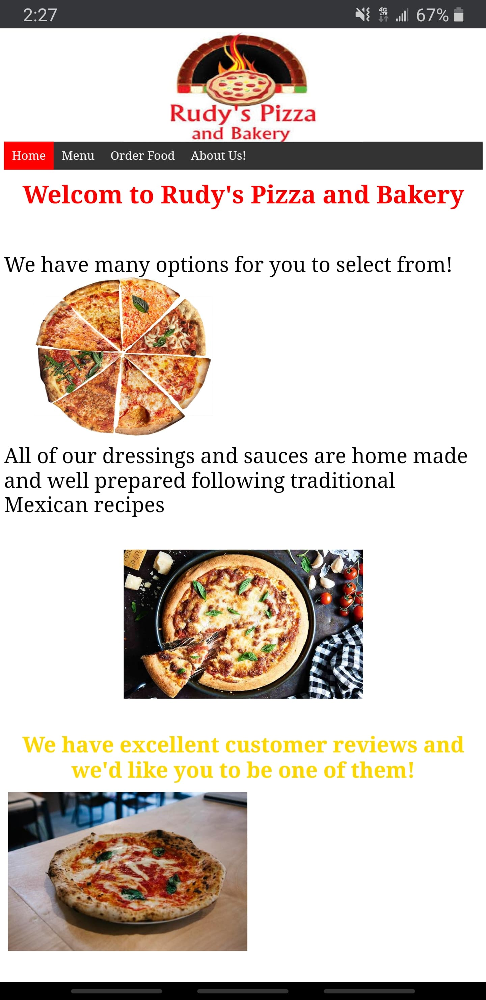 2:27 4G LTE 67%
Rudy's Pizza
and Bakery
Home Menu Order Food About Us!
Welcom to Rudy's Pizza and Bakery
We have many options for you to select from!
All of our dressings and sauces are home made
and well prepared following traditional
Mexican recipes
We have excellent customer reviews and
we'd like you to be one of them!